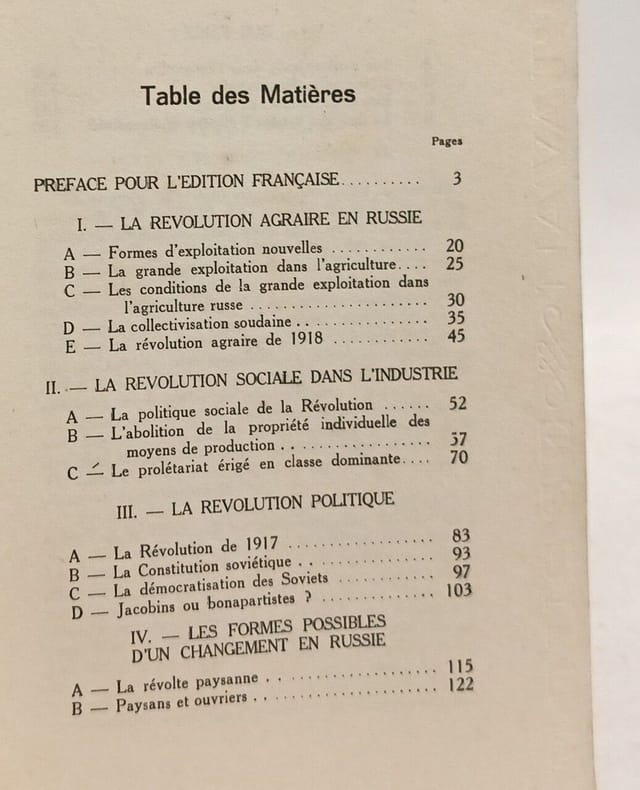 Table des Matières
Pages
PREFACE POUR L'EDITION FRANÇAISE.......... 3
I. — LA REVOLUTION AGRAIRE EN RUSSIE
A — Formes d'exploitation nouvelles ............ 20
B — La grande exploitation dans l'agriculture.... 25
C — Les conditions de la grande exploitation dans
l'agriculture russe ...................... 30
D — La collectivisation soudaine................ 35
E — La révolution agraire de 1918 ............ 45
II. — LA REVOLUTION SOCIALE DANS L'INDUSTRIE
A — La politique sociale de la Révolution ...... 52
B — L'abolition de la propriété individuelle des
moyens de production .................. 57
C — Le prolétariat érigé en classe dominante.... 70
III. — LA REVOLUTION POLITIQUE
A — La Révolution de 1917 .................. 83
B — La Constitution soviétique ................ 93
C — La démocratisation des Soviets ............ 97
D — Jacobins ou bonapartistes ? .............. 103
IV. — LES FORMES POSSIBLES
D'UN CHANGEMENT EN RUSSIE
A — La révolte paysanne .................... 115
B — Paysans et ouvriers ...................... 122